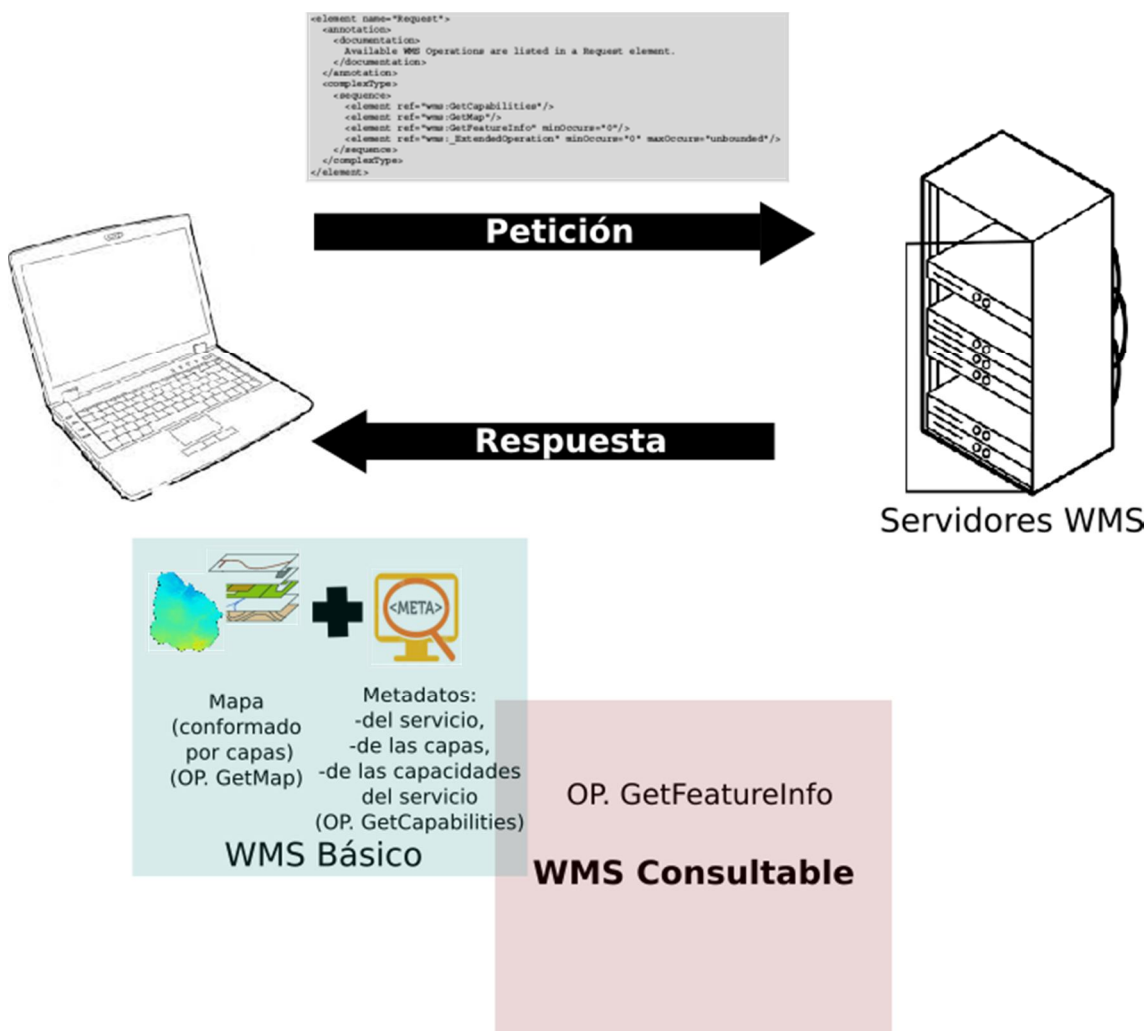 <element name="Request">
<annotation>
<documentation>
Available WMS Operations are listed in a Request element.
</documentation>
</annotation>
<complexType>
<sequence>
<element ref="wms:GetCapabilities"/>
<element ref="wms:GetMap"/>
<element ref="wms:GetFeatureInfo" minOccurs="0"/>
<element ref="wms:_ExtendedOperation" minOccurs="0" maxOccurs="unbounded"/>
</sequence>
</complexType>
</element>
Petición
Respuesta
Servidores WMS
<META>
Mapa
(conformado
por capas)
(OP. GetMap)
Metadatos:
-del servicio,
-de las capas,
-de las capacidades
del servicio
(OP. GetCapabilities)
WMS Básico
OP. GetFeatureInfo
WMS Consultable